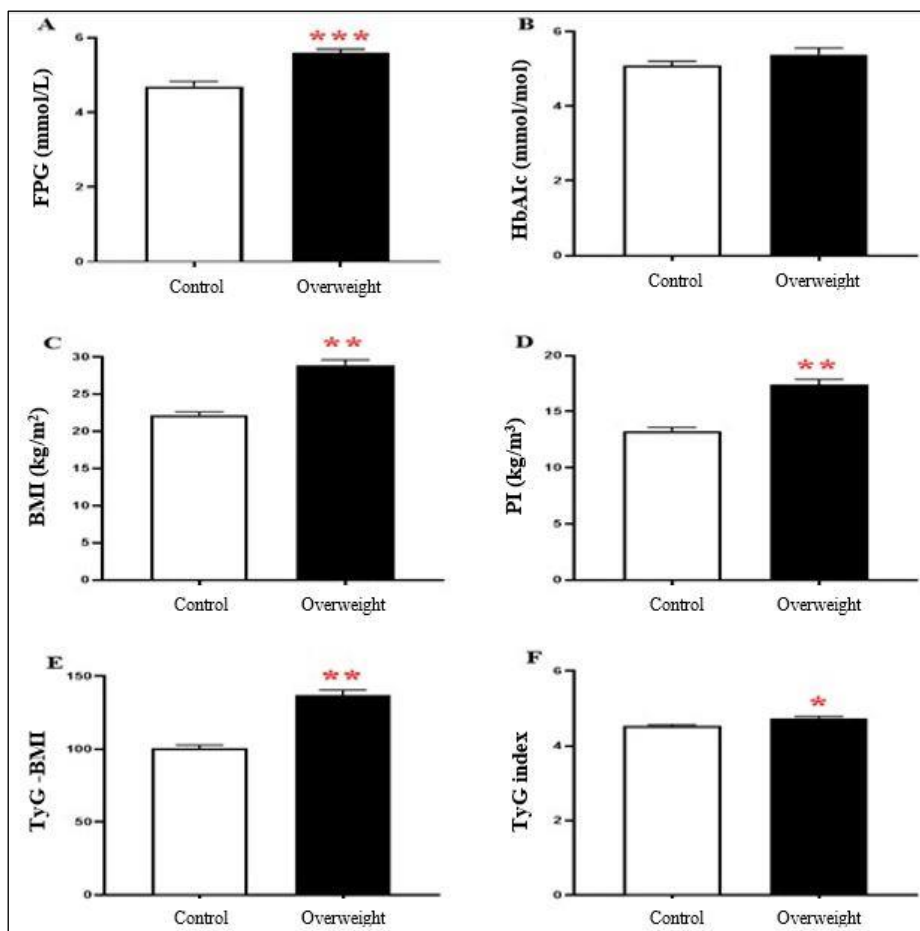 A
***
6
4
2
0
FPG (mmol/L)
Control
Overweight
B
6
4
2
0
HbAIc (mmol/mol)
Control
Overweight
C
**
30
25
20
15
10
5
0
BMI (kg/m²)
Control
Overweight
D
**
20
15
10
5
0
PI (kg/m³)
Control
Overweight
E
**
150
100
50
0
TyG -BMI
Control
Overweight
F
*
6
4
2
0
TyG index
Control
Overweight